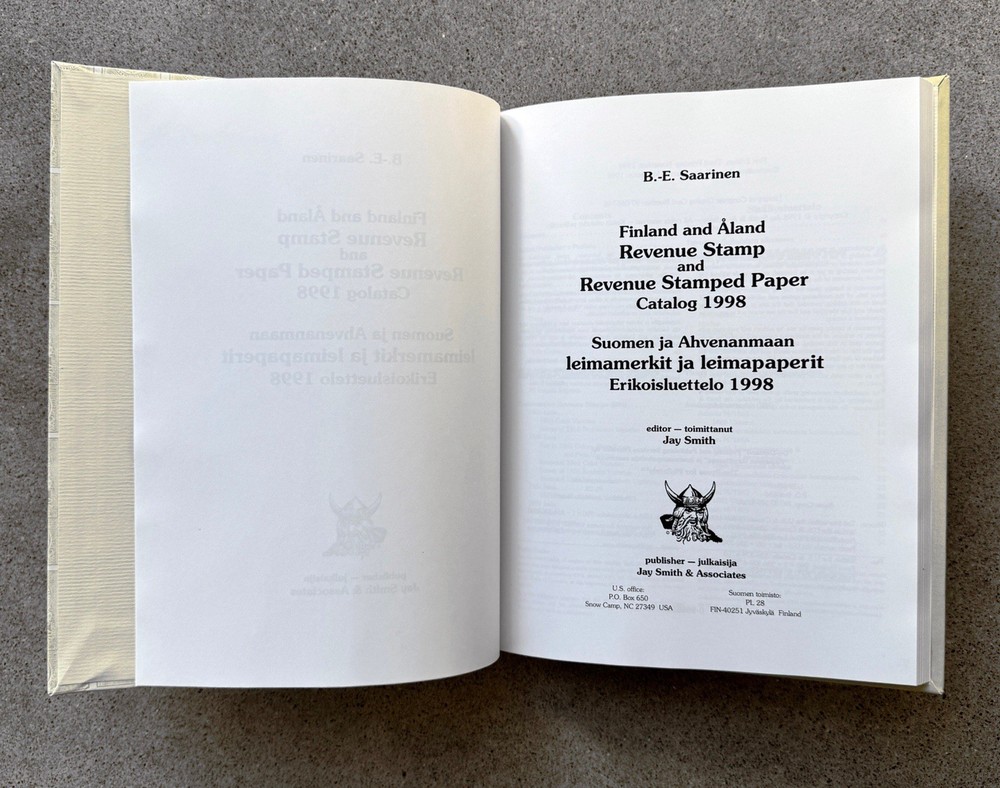 B.-E. Saarinen
Finland and Åland
Revenue Stamp
and
Revenue Stamped Paper
Catalog 1998
Suomen ja Ahvenanmaan
leimamerkit ja leimapaperit
Erikoisluettelo 1998
editor — toimittanut
Jay Smith
publisher — julkaisija
Jay Smith & Associates
U.S. office:
P.O. Box 650
Snow Camp, NC 27349 USA
Suomen toimisto:
PL 28
FIN-40251 Jyväskylä Finland